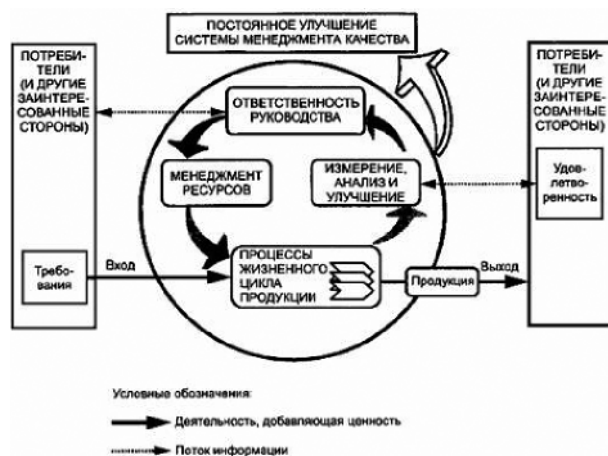 ПОСТОЯННОЕ УЛУЧШЕНИЕ
СИСТЕМЫ МЕНЕДЖМЕНТА КАЧЕСТВА
ПОТРЕБИ-
ТЕЛИ
(И ДРУГИЕ
ЗАИНТЕРЕ-
СОВАННЫЕ
СТОРОНЫ)
Требо-
вания
Вход
ОТВЕТСТВЕННОСТЬ
РУКОВОДСТВА
МЕНЕДЖМЕНТ
РЕСУРСОВ
ИЗМЕРЕНИЕ,
АНАЛИЗ И
УЛУЧШЕНИЕ
ПРОЦЕССЫ
ЖИЗНЕННОГО
ЦИКЛА
ПРОДУКЦИИ
Продукция
Выход
ПОТРЕБИ-
ТЕЛИ
(И ДРУГИЕ
ЗАИНТЕРЕ-
СОВАННЫЕ
СТОРОНЫ)
Удов-
летво-
ренность
Условные обозначения:
Деятельность, добавляющая ценность
Поток информации